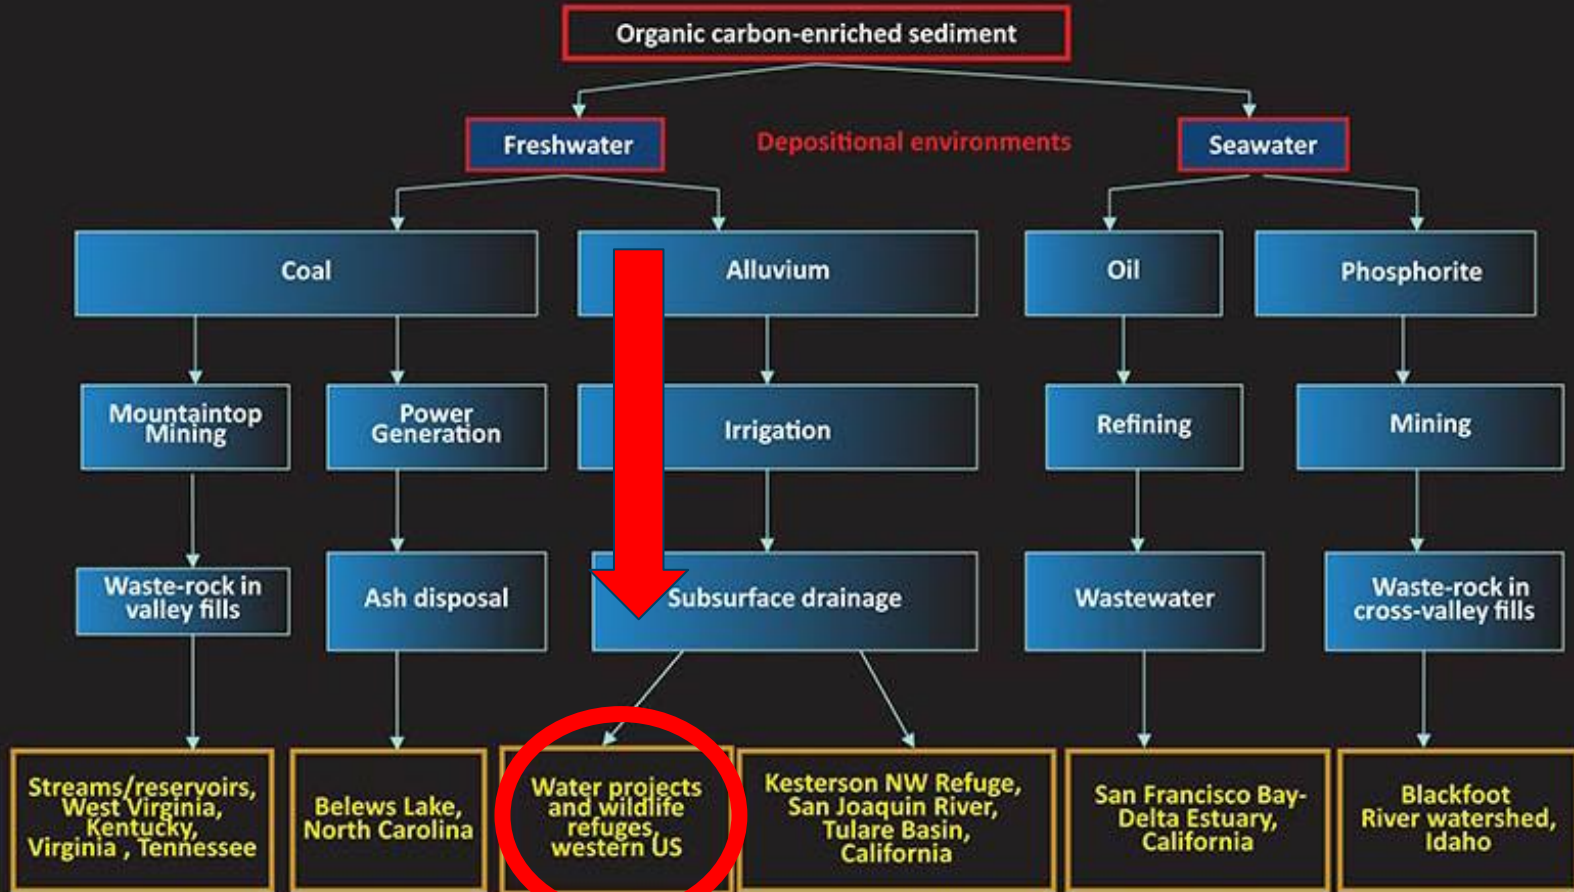 Organic carbon-enriched sediment
Freshwater
Depositional environments
Seawater
Coal
Alluvium
Oil
Phosphorite
Mountaintop
Mining
Power
Generation
Irrigation
Refining
Mining
Waste-rock in
valley fills
Ash disposal
Subsurface drainage
Wastewater
Waste-rock in
cross-valley fills
Streams/reservoirs,
West Virginia,
Kentucky,
Virginia , Tennessee
Belews Lake,
North Carolina
Water projects
and wildlife
refuges,
western US
Kesterson NW Refuge,
San Joaquin River,
Tulare Basin,
California
San Francisco Bay-
Delta Estuary,
California
Blackfoot
River watershed,
Idaho